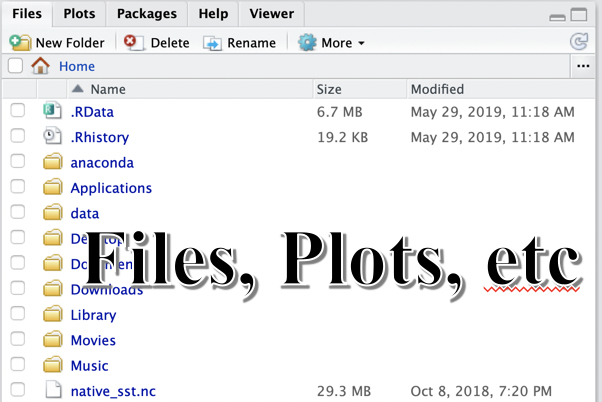 Files Plots Packages Help Viewer
New Folder Delete Rename More
Home ...
Name Size Modified
.RData 6.7 MB May 29, 2019, 11:18 AM
.Rhistory 19.2 KB May 29, 2019, 11:18 AM
anaconda
Applications
data
Desktop
Files, Plots, etc
Documents
Downloads
Library
Movies
Music
native_sst.nc 29.3 MB Oct 8, 2018, 7:20 PM